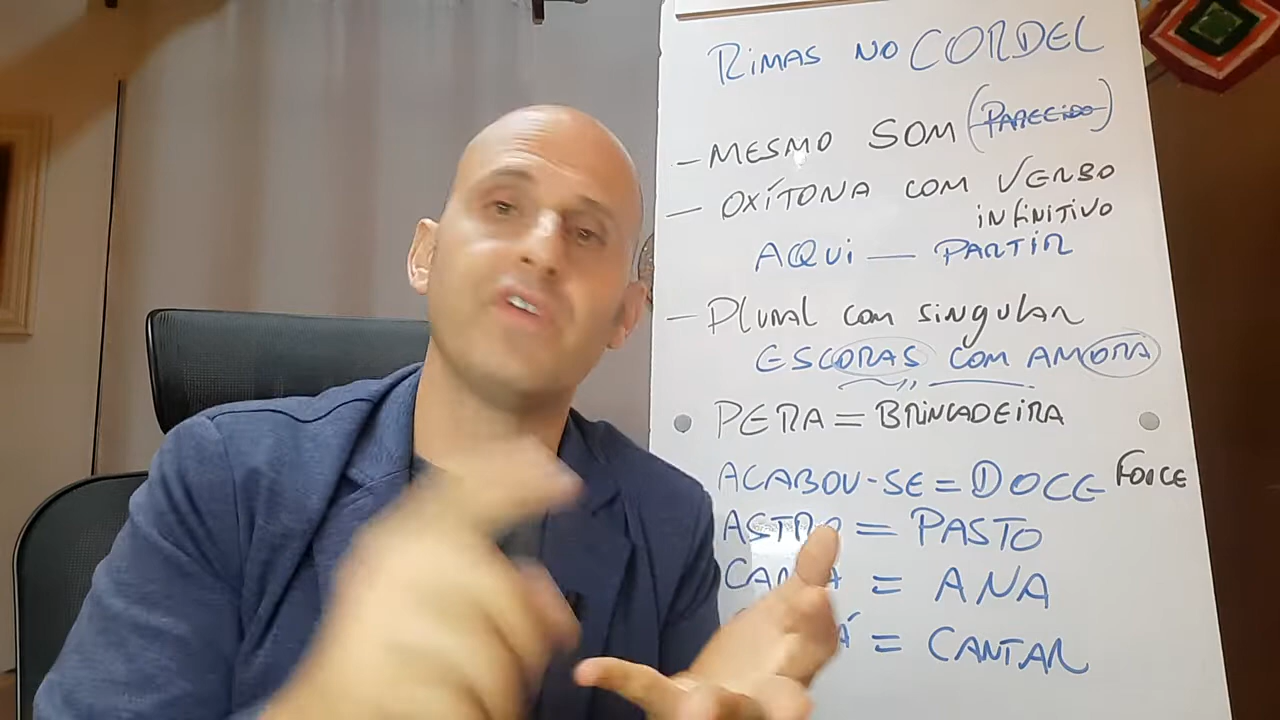 RIMAS NO CORDEL
- MESMO SOM (PARECIDO)
- OXÍTONA COM VERBO
INFINITIVO
AQUI — PARTIR
- PLURAL COM SINGULAR
ESCORAS COM AMORA
PERA = BRINCADEIRA
ACABOU-SE = DOCE FOICE
ASTRO = PASTO
= ANA
= CANTAR